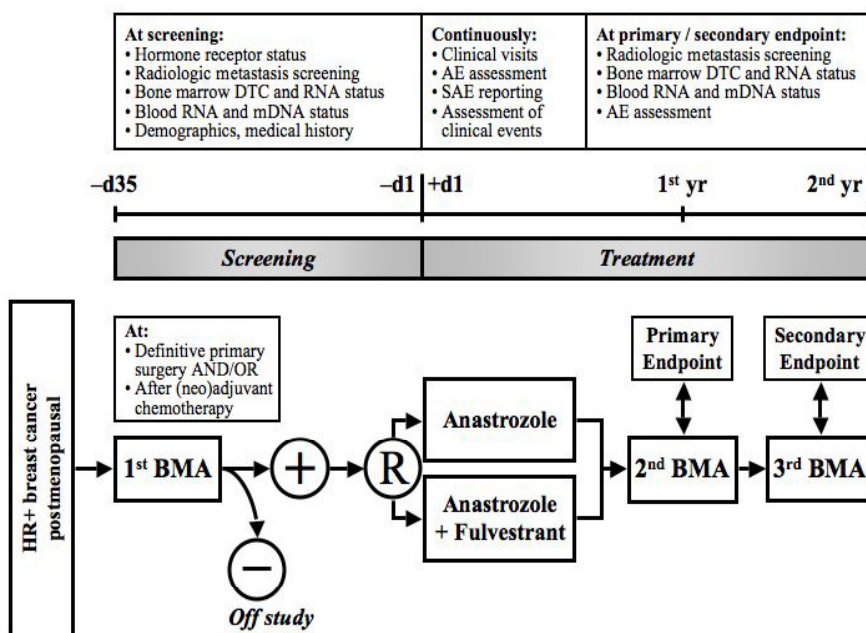 At screening:
• Hormone receptor status
• Radiologic metastasis screening
• Bone marrow DTC and RNA status
• Blood RNA and mDNA status
• Demographics, medical history
Continuously:
• Clinical visits
• AE assessment
• SAE reporting
• Assessment of
clinical events
At primary / secondary endpoint:
• Radiologic metastasis screening
• Bone marrow DTC and RNA status
• Blood RNA and mDNA status
• AE assessment
–d35
–d1
+d1
1st yr
2nd yr
Screening
Treatment
HR+ breast cancer
postmenopausal
At:
• Definitive primary
surgery AND/OR
• After (neo)adjuvant
chemotherapy
1st BMA
+
–
Off study
R
Anastrozole
Anastrozole
+ Fulvestrant
Primary
Endpoint
2nd BMA
Secondary
Endpoint
3rd BMA